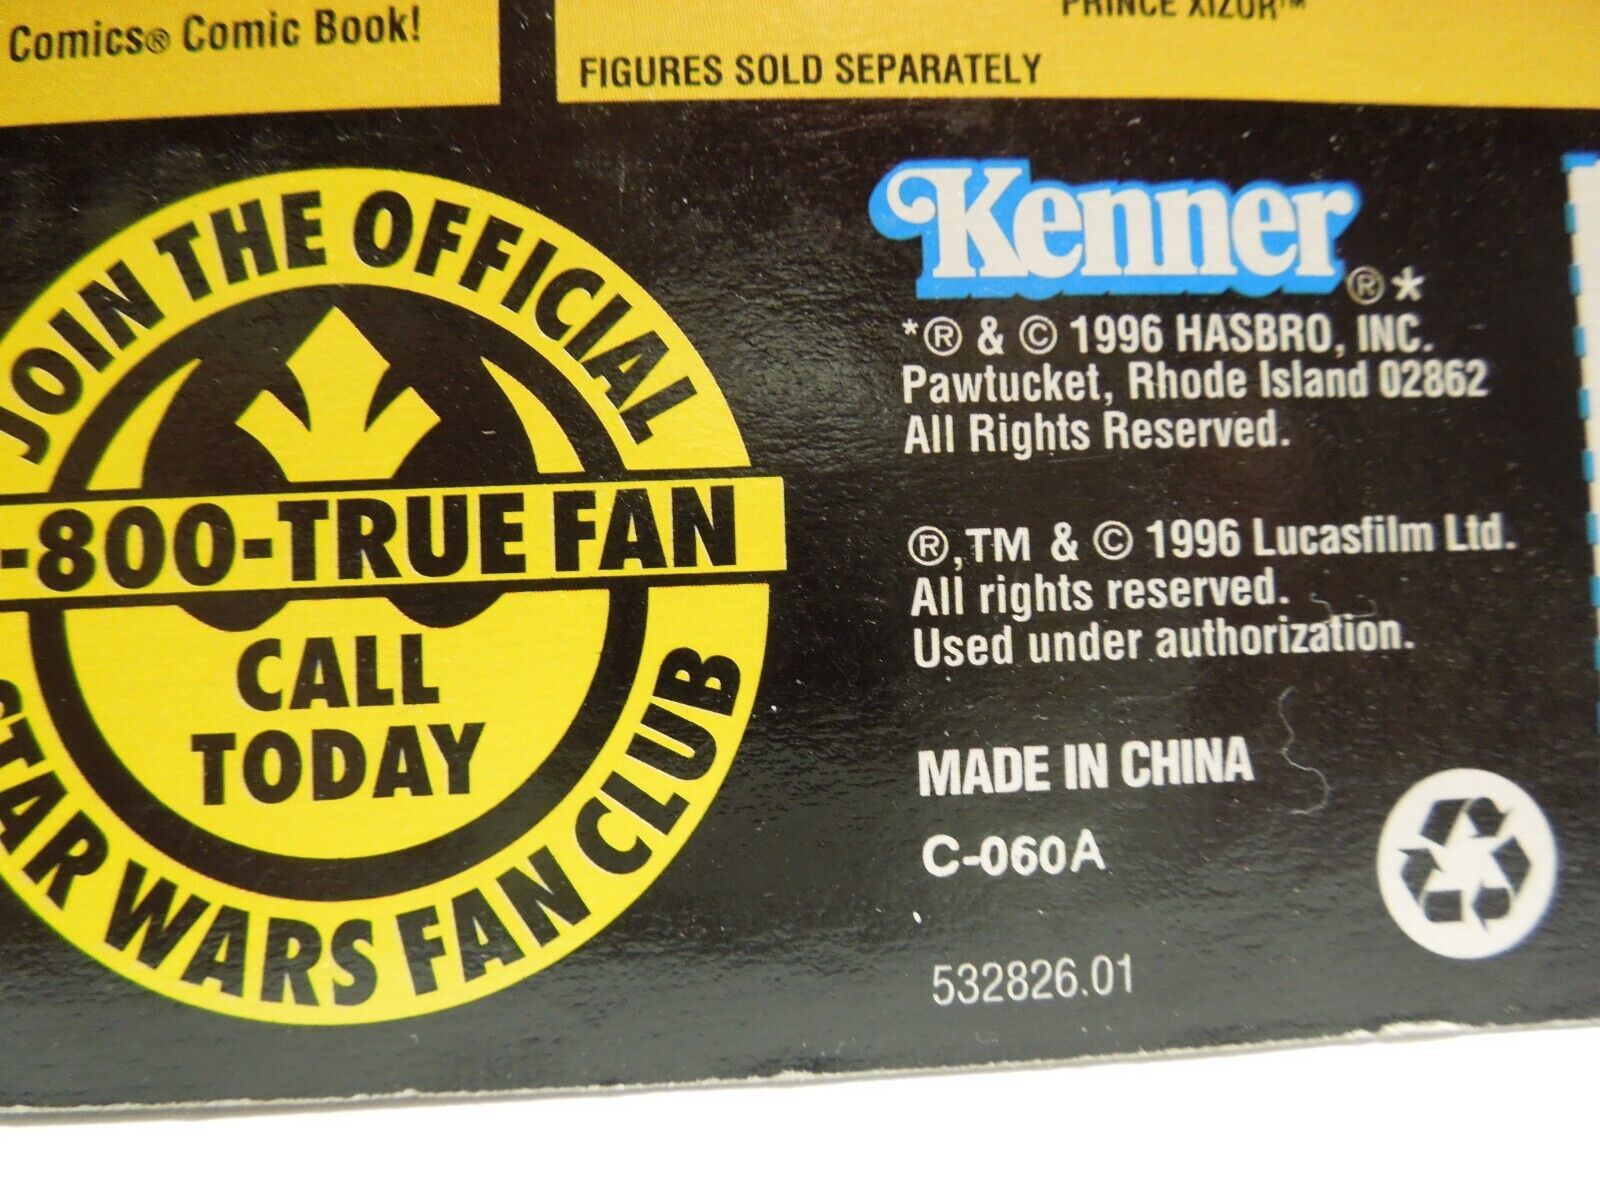 Comics® Comic Book!
PRINCE XIZOR™
FIGURES SOLD SEPARATELY
JOIN THE OFFICIAL
-800-TRUE FAN
CALL
TODAY
STAR WARS FAN CLUB
Kenner®*
*® & © 1996 HASBRO, INC.
Pawtucket, Rhode Island 02862
All Rights Reserved.
®,TM & © 1996 Lucasfilm Ltd.
All rights reserved.
Used under authorization.
MADE IN CHINA
C-060A
532826.01